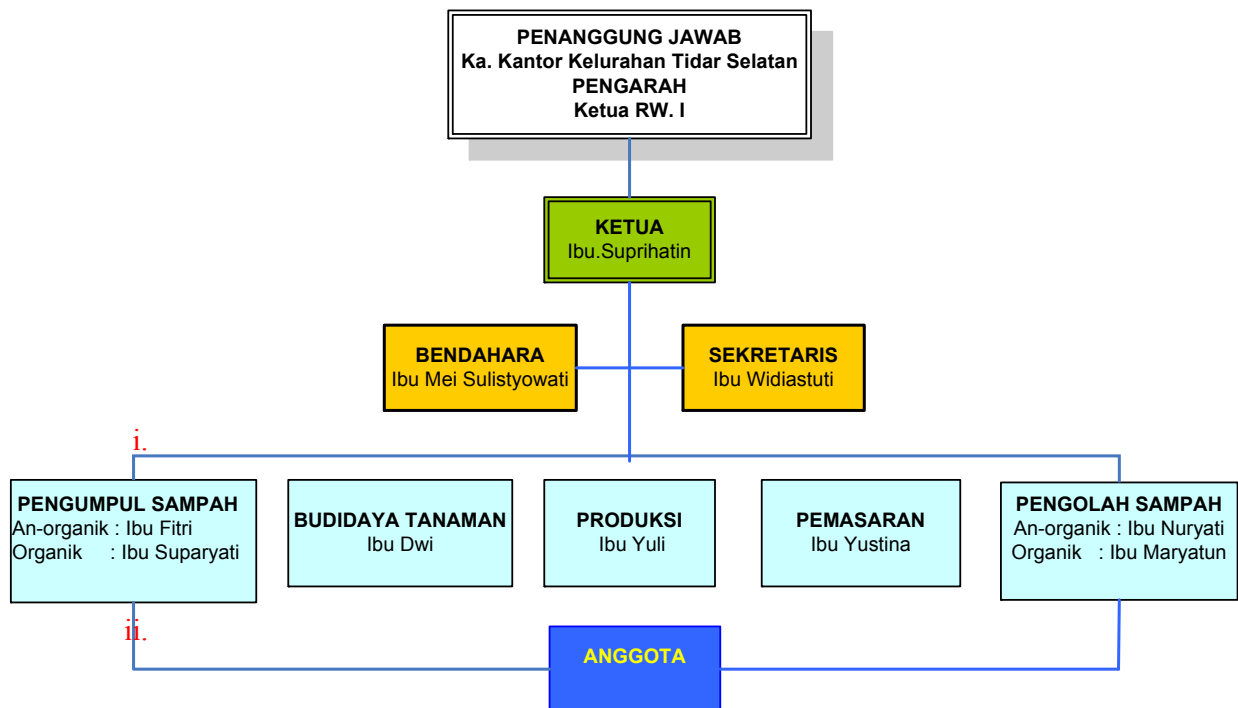 PENANGGUNG JAWAB
Ka. Kantor Kelurahan Tidar Selatan
PENGARAH
Ketua RW. I
KETUA
Ibu.Suprihatin
BENDAHARA
Ibu Mei Sulistyowati
SEKRETARIS
Ibu Widiastuti
i.
PENGUMPUL SAMPAH
An-organik : Ibu Fitri
Organik : Ibu Suparyati
BUDIDAYA TANAMAN
Ibu Dwi
PRODUKSI
Ibu Yuli
PEMASARAN
Ibu Yustina
PENGOLAH SAMPAH
An-organik : Ibu Nuryati
Organik : Ibu Maryatun
ii.
ANGGOTA